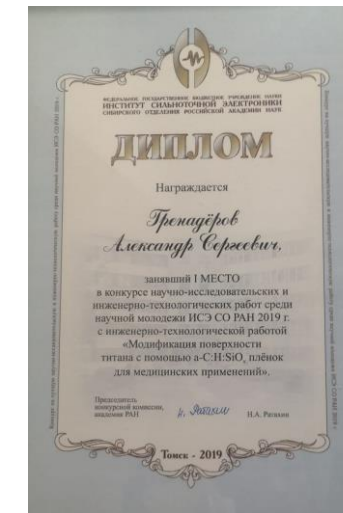 ФЕДЕРАЛЬНОЕ ГОСУДАРСТВЕННОЕ БЮДЖЕТНОЕ УЧРЕЖДЕНИЕ НАУКИ
ИНСТИТУТ СИЛЬНОТОЧНОЙ ЭЛЕКТРОНИКИ
СИБИРСКОГО ОТДЕЛЕНИЯ РОССИЙСКОЙ АКАДЕМИИ НАУК
ДИПЛОМ
Награждается
Гренадёров
Александр Сергеевич,
занявший I МЕСТО
в конкурсе научно-исследовательских и
инженерно-технологических работ среди
научной молодежи ИСЭ СО РАН 2019 г.
с инженерно-технологической работой
«Модификация поверхности
титана с помощью a-C:H:SiOx плёнок
для медицинских применений».
Председатель
конкурсной комиссии,
академик РАН
Н.А. Ратахин
Томск - 2019